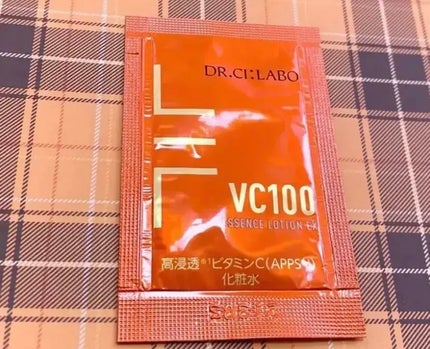 DR.CI:LABO
VC100
ESSENCE LOTION EX
高浸透※1ビタミンC(APPS※2)
化粧水